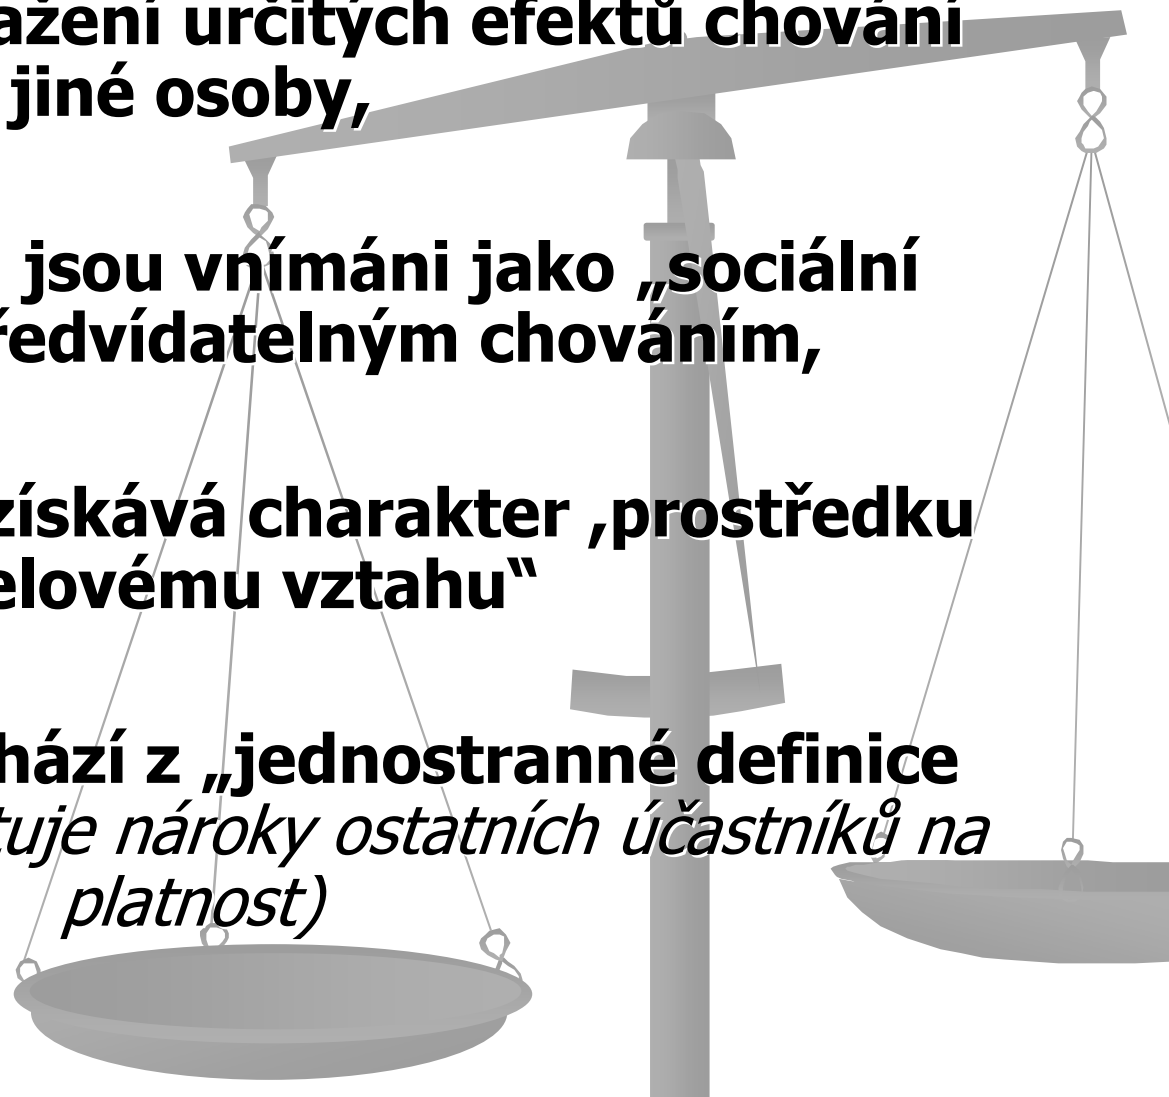 ažení určitých efektů chování
jiné osoby,
jsou vnímáni jako „sociální
ředvídatelným chováním,
získává charakter ‚prostředku
elovému vztahu“
hází z „jednostranné definice
tuje nároky ostatních účastníků na
platnost)